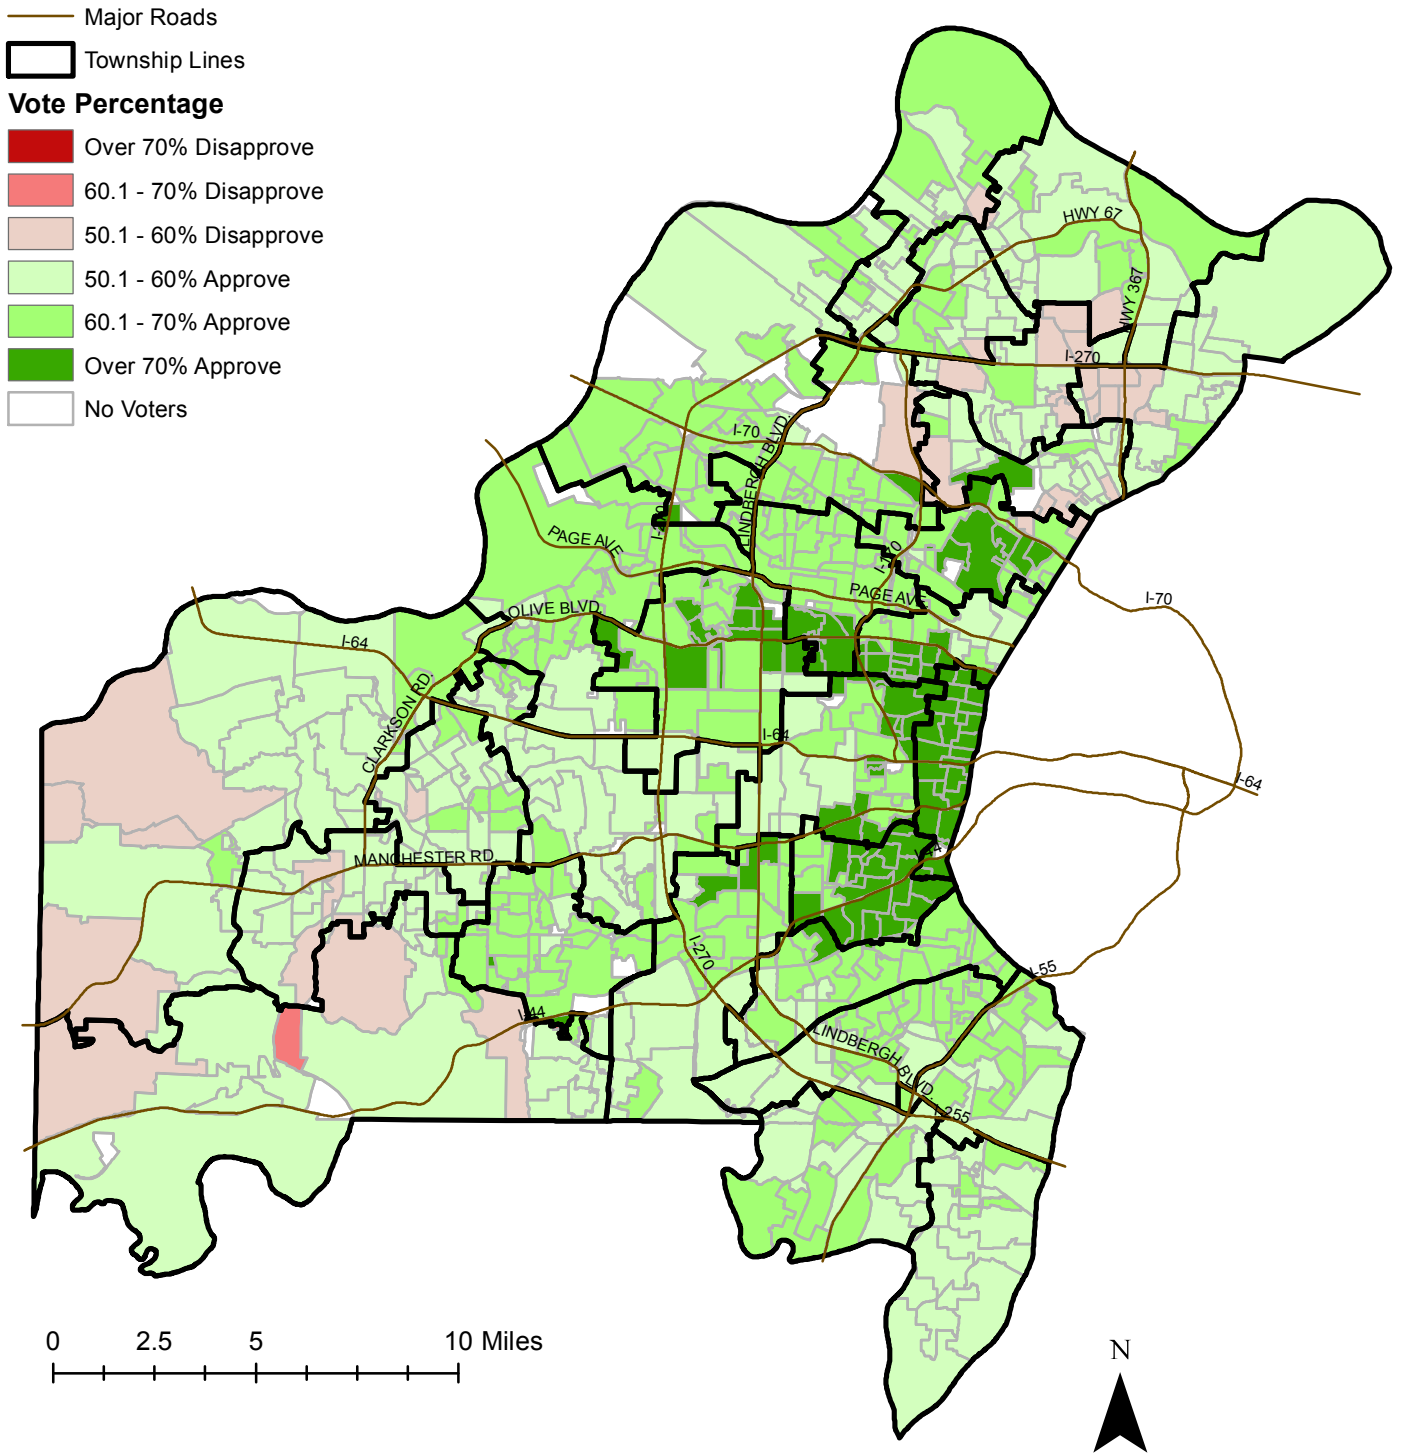 Major Roads
Township Lines
Vote Percentage
Over 70% Disapprove
60.1 - 70% Disapprove
50.1 - 60% Disapprove
50.1 - 60% Approve
60.1 - 70% Approve
Over 70% Approve
No Voters
HWY 67
HWY 367
I-270
I-70
LINDBERGH BLVD.
I-270
PAGE AVE
I-170
PAGE AVE
I-70
OLIVE BLVD
I-64
CLARKSON RD.
I-64
I-64
MANCHESTER RD.
I-44
I-270
I-55
I-44
LINDBERGH BLVD.
I-255
0 2.5 5 10 Miles
N